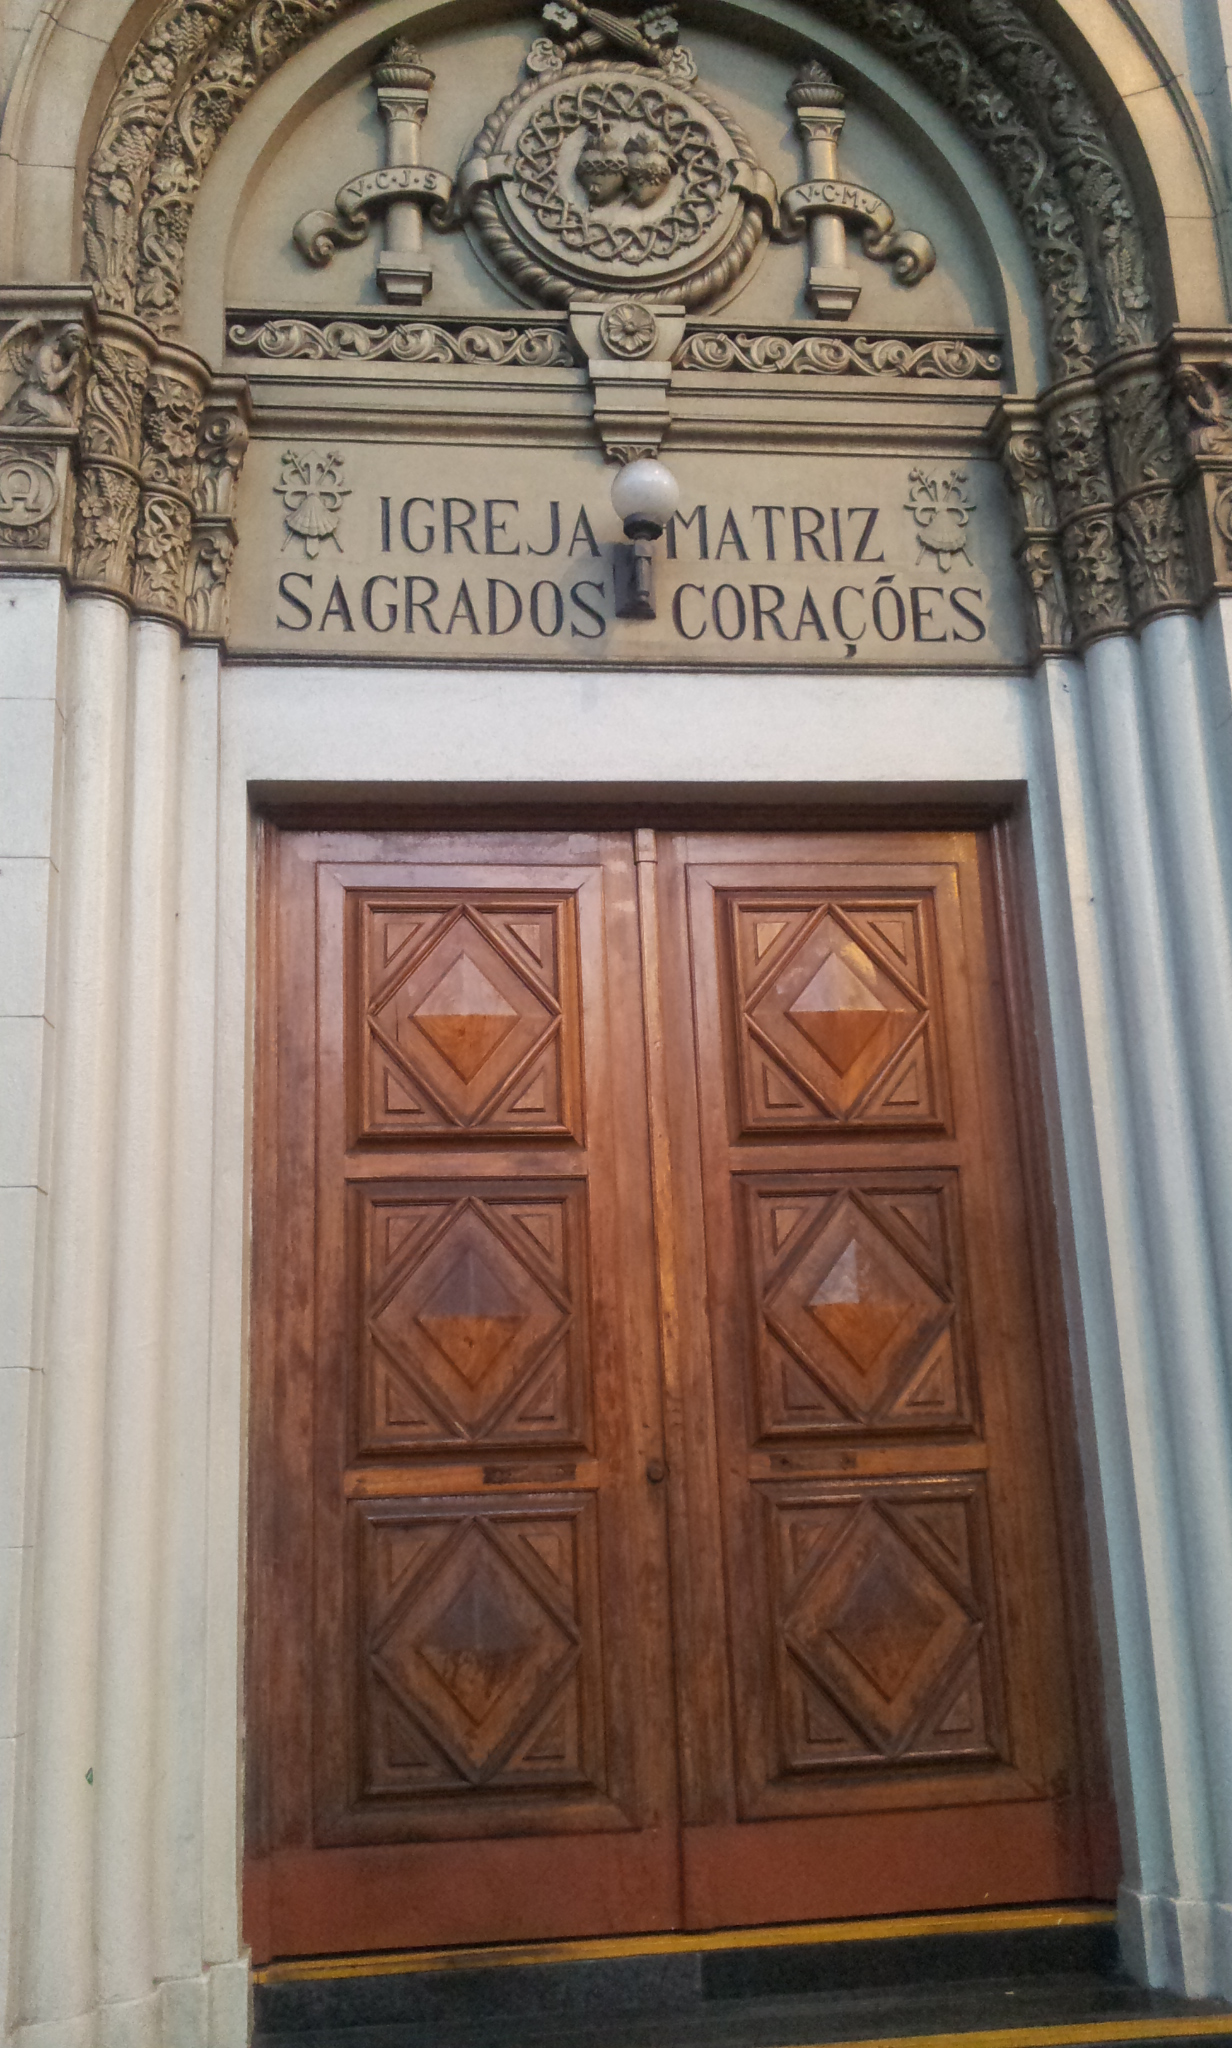 V·C·J·S
V·C·M·J
Ω
IGREJA MATRIZ
SAGRADOS CORAÇÕES